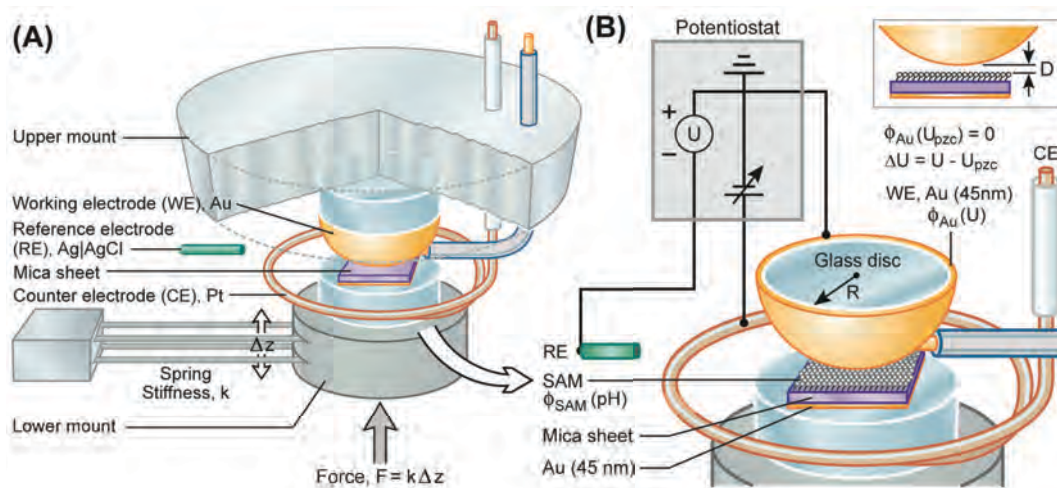 (A)
Upper mount
Working electrode (WE), Au
Reference electrode
(RE), Ag|AgCl
Mica sheet
Counter electrode (CE), Pt
Δz
Spring
Stiffness, k
Lower mount
Force, F = kΔz
(B)
Potentiostat
+
U
−
D
ϕAu(Upzc) = 0
ΔU = U - Upzc
CE
WE, Au (45nm)
ϕAu(U)
Glass disc
R
RE
SAM
ϕSAM(pH)
Mica sheet
Au (45 nm)